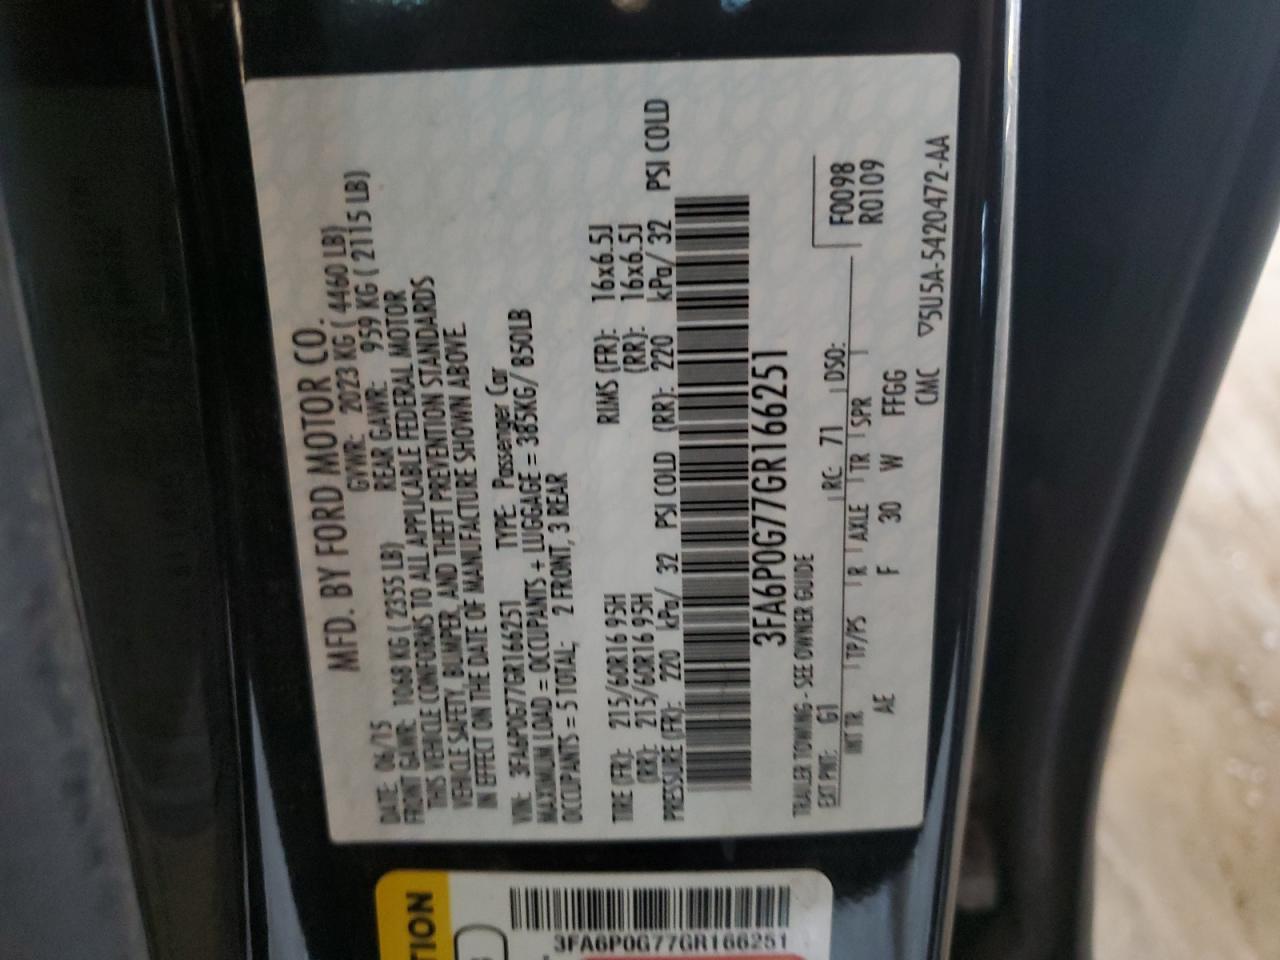 MFD. BY FORD MOTOR CO.
DATE: 06/15 GVWR: 2023 KG ( 4460 LB)
FRONT GAWR: 1068 KG ( 2355 LB) REAR GAWR: 959 KG ( 2115 LB)
THIS VEHICLE CONFORMS TO ALL APPLICABLE FEDERAL MOTOR
VEHICLE SAFETY, BUMPER, AND THEFT PREVENTION STANDARDS
IN EFFECT ON THE DATE OF MANUFACTURE SHOWN ABOVE.
VIN: 3FA6P0G77GR166251 TYPE: Passenger Car
MAXIMUM LOAD = OCCUPANTS + LUGGAGE = 385KG/ 850LB
OCCUPANTS = 5 TOTAL: 2 FRONT, 3 REAR
TIRE (FR): 215/60R16 95H RIMS (FR): 16x6.5J
(RR): 215/60R16 95H (RR): 16x6.5J
PRESSURE (FR): 220 kPa/ 32 PSI COLD (RR): 220 kPa/ 32 PSI COLD
3FA6P0G77GR166251
TRAILER TOWING - SEE OWNER GUIDE
EXT PNT: G1 RC: 71 DSO: F0098
INT TR TP/PS R AXLE TR SPR R0109
AE F 30 W FFGG
CMC ▽5U5A-5420472-AA
TION
3FA6P0G77GR166251